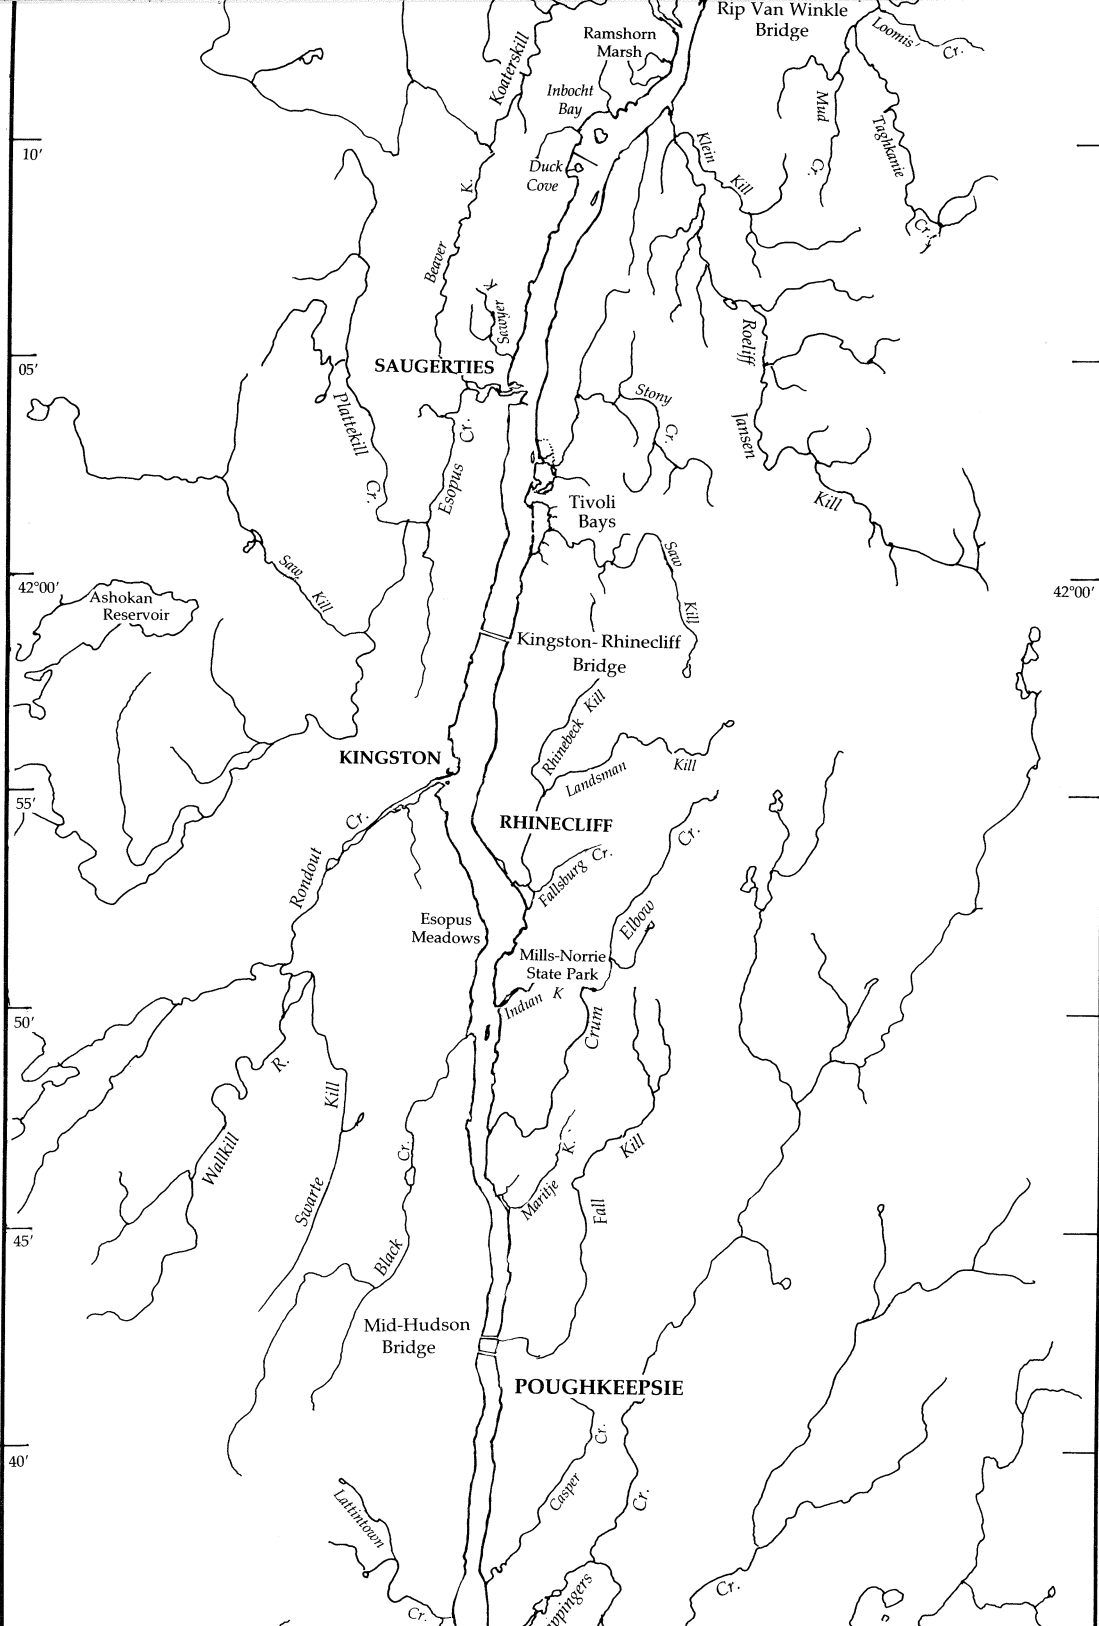 Rip Van Winkle
Bridge
Ramshorn
Marsh
Loomis'
Cr.
Koaterskill
Inbocht
Bay
Mud
Cr.
Taghkanie
Cr.
10'
Klein
Kill
Duck
Cove
Beaver
K.
Sawyer
K
05'
SAUGERTIES
Roeliff
Jansen
Kill
Plattekill
Cr.
Stony
Cr.
Esopus
Cr.
Tivoli
Bays
Saw
Kill
Saw
Kill
42°00'
42°00'
Ashokan
Reservoir
Kingston-Rhinecliff
Bridge
Rhinebeck
Kill
KINGSTON
Landsman
Kill
55'
Cr.
RHINECLIFF
Cr.
Rondout
Fallsburg
Cr.
Esopus
Meadows
Elbow
Mills-Norrie
State Park
Indian
K
50'
Crum
R.
Kill
Cr.
K.
Kill
Wallkill
Swarte
Maritje
Fall
45'
Black
Mid-Hudson
Bridge
POUGHKEEPSIE
40'
Cr.
Lattintown
Casper
Cr.
Cr.
ppingers
Cr.